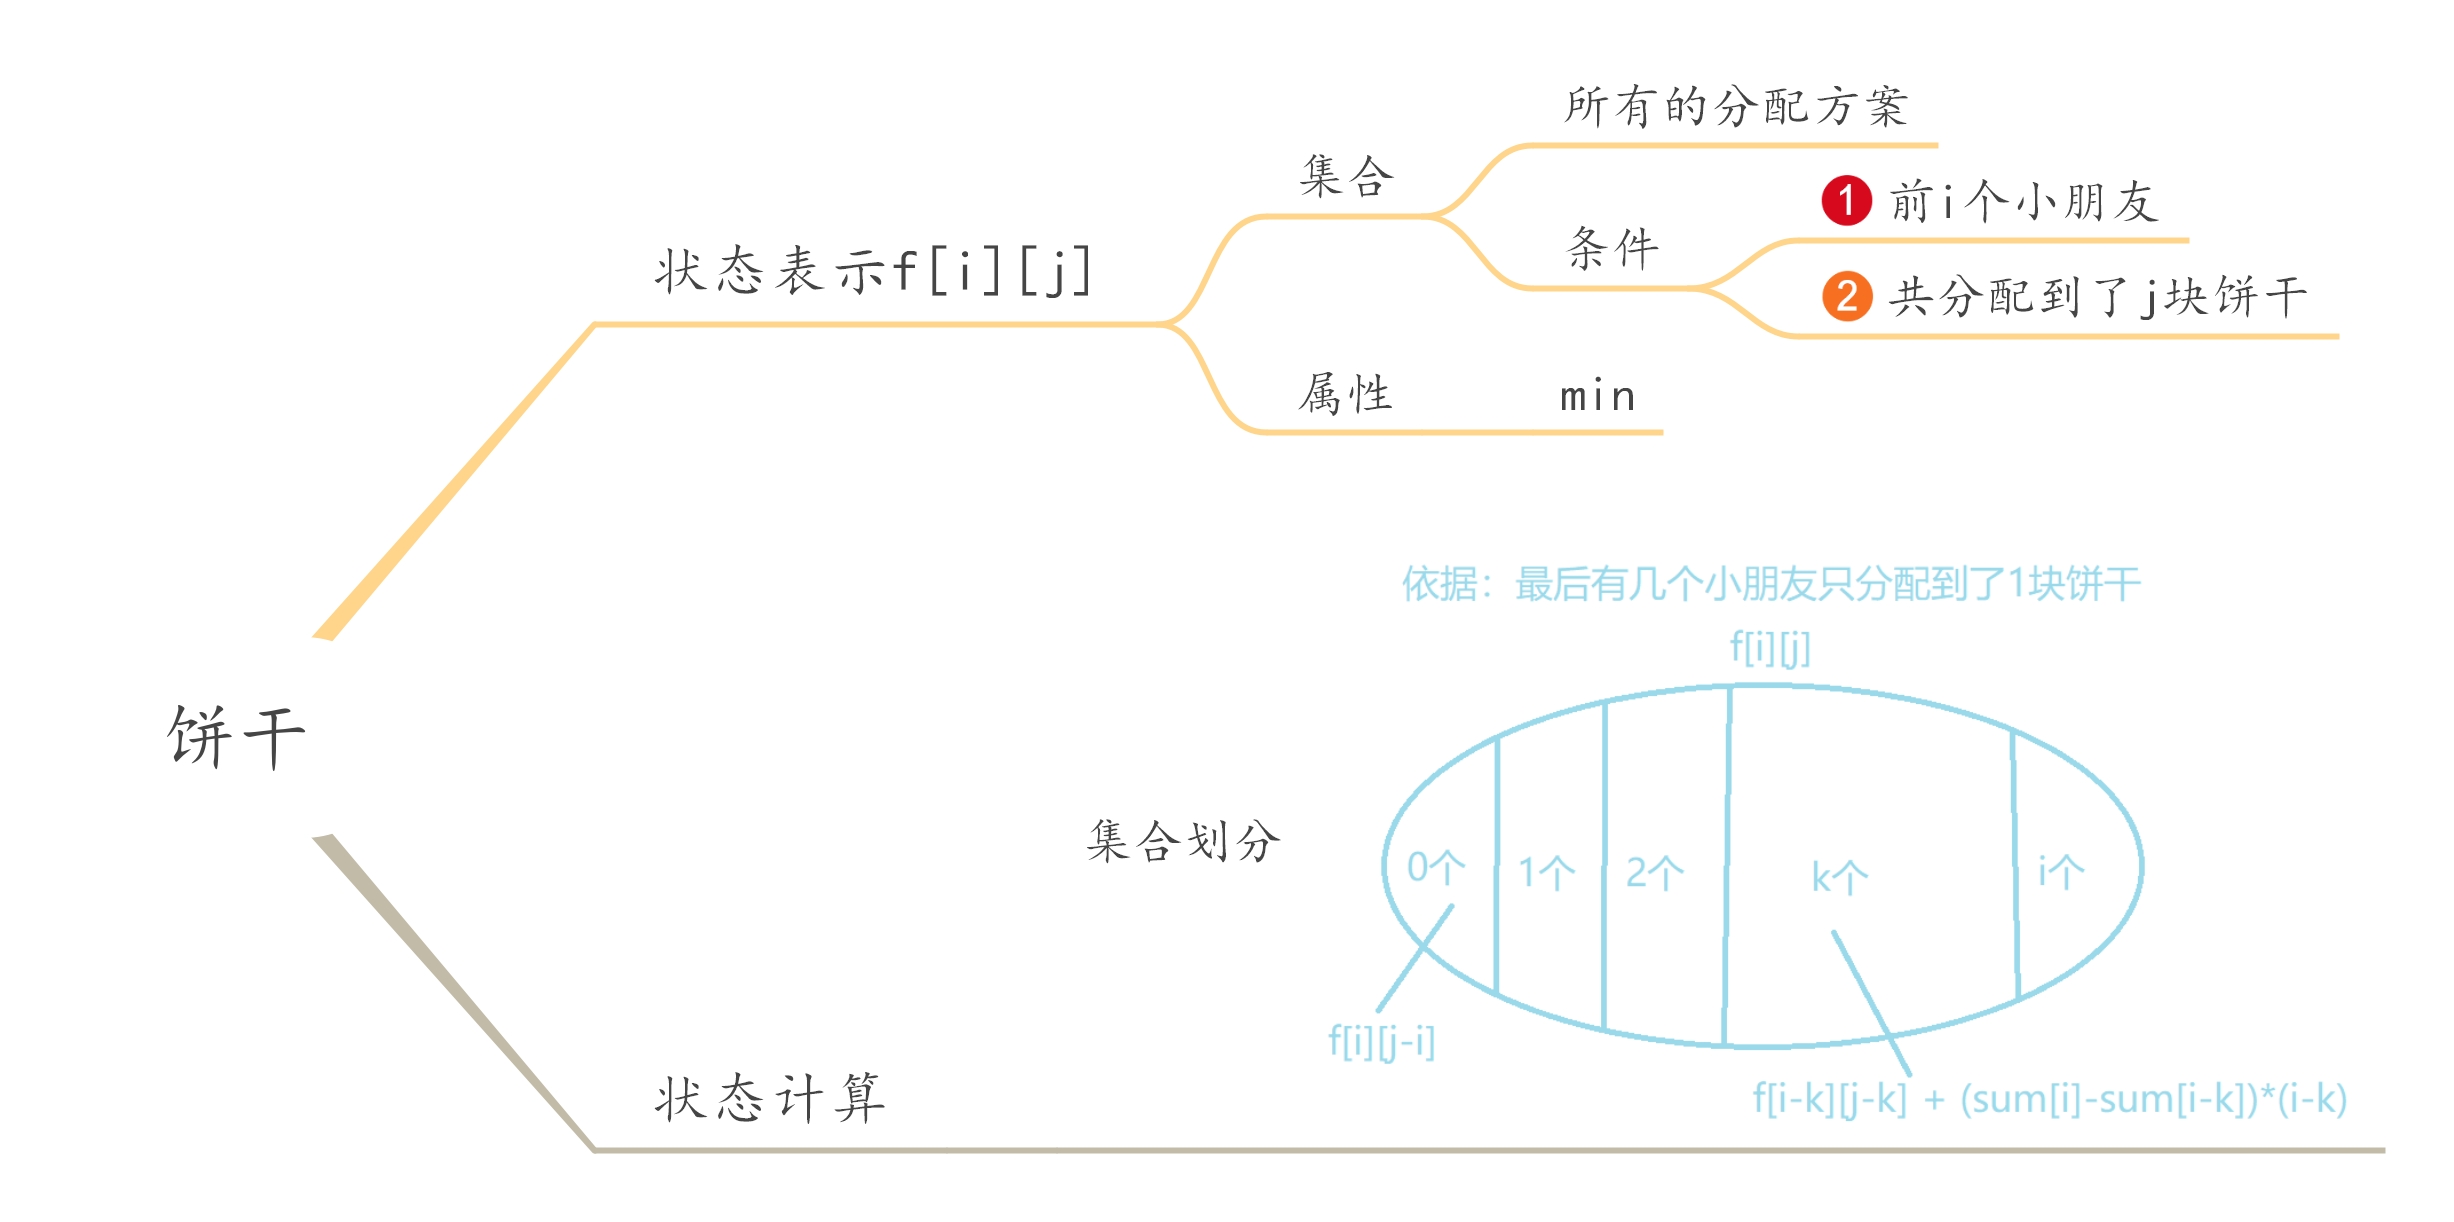 饼干
状态表示f[i][j]
集合
所有的分配方案
条件
1 前i个小朋友
2 共分配到了j块饼干
属性 min
状态计算
集合划分
依据：最后有几个小朋友只分配到了1块饼干
f[i][j]
0个 1个 2个 k个 i个
f[i][j-i]
f[i-k][j-k] + (sum[i]-sum[i-k])*(i-k)